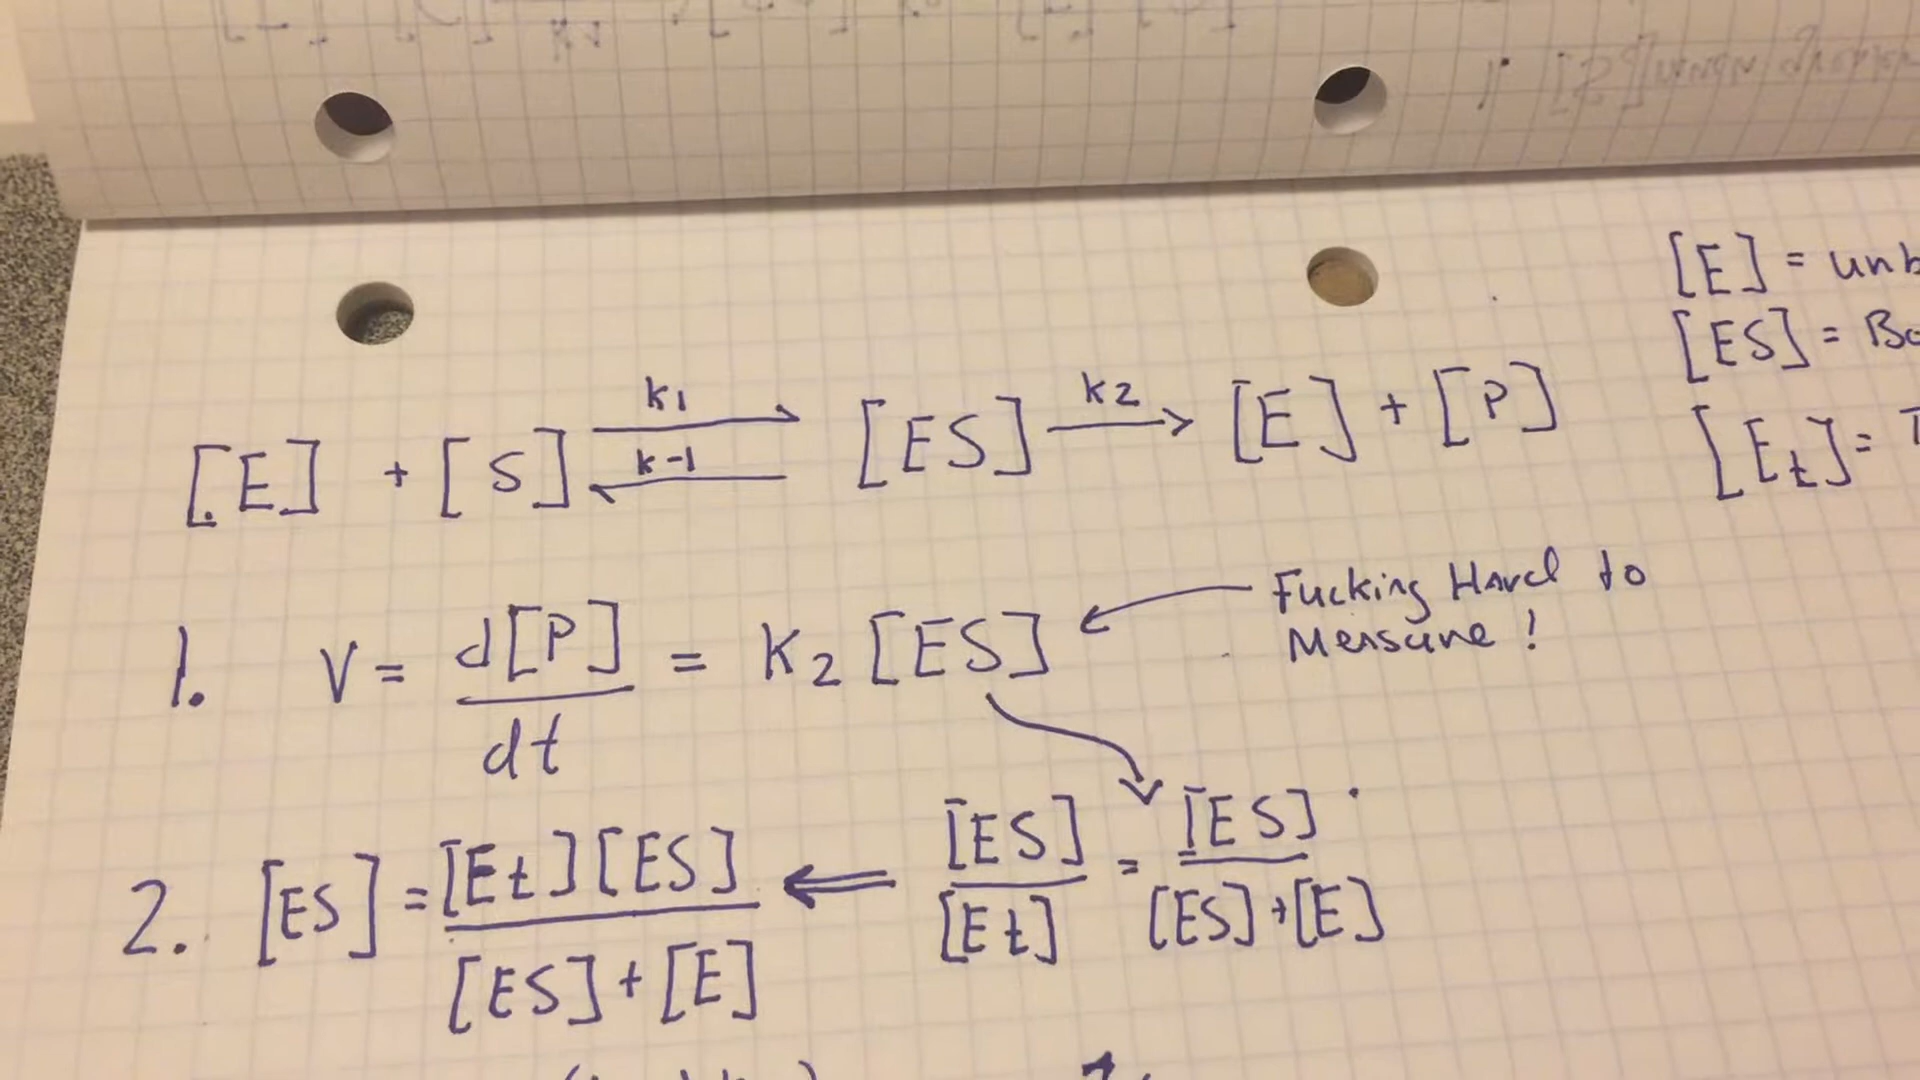 [E] = unb
[ES] = Bo
[Et] = T
[E] + [S] k1 ⇌ k-1 [ES] k2 → [E] + [P]
1. V = d[P]/dt = K2 [ES] ← Fucking Hard to
Measure !
2. [ES] = [Et][ES]/[ES]+[E] ⇐ [ES]/[Et] = [ES]/[ES]+[E]